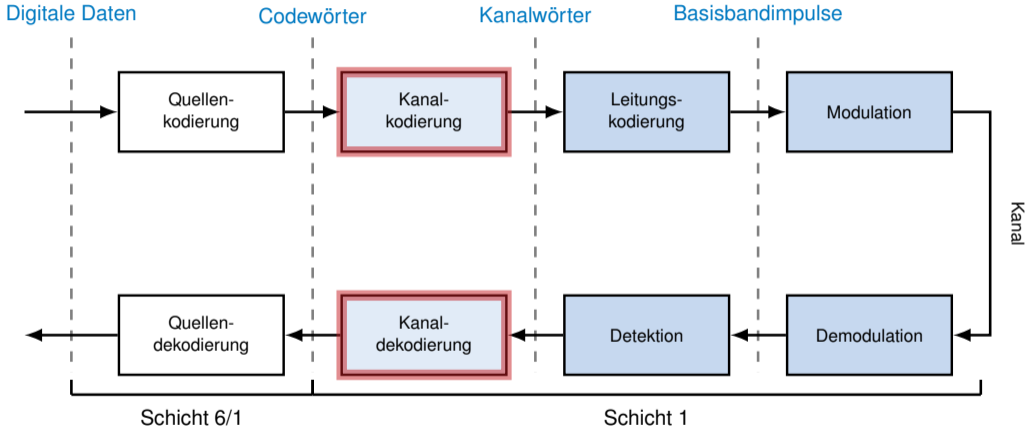 Digitale Daten
Codewörter
Kanalwörter
Basisbandimpulse
Quellen-
kodierung
Kanal-
kodierung
Leitungs-
kodierung
Modulation
Kanal
Quellen-
dekodierung
Kanal-
dekodierung
Detektion
Demodulation
Schicht 6/1
Schicht 1